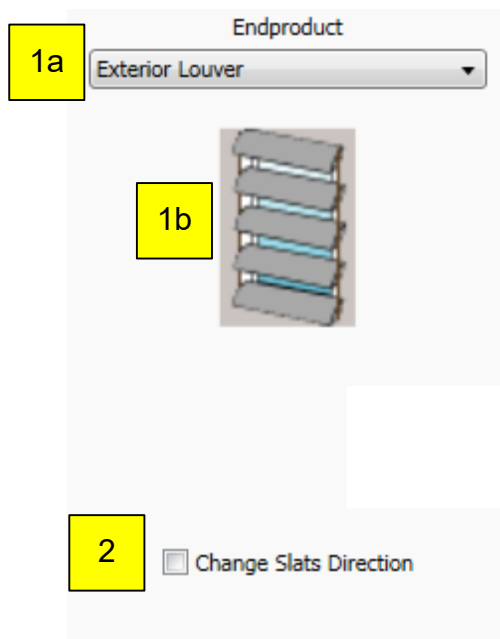 Endproduct
1a
Exterior Louver
1b
2
Change Slats Direction